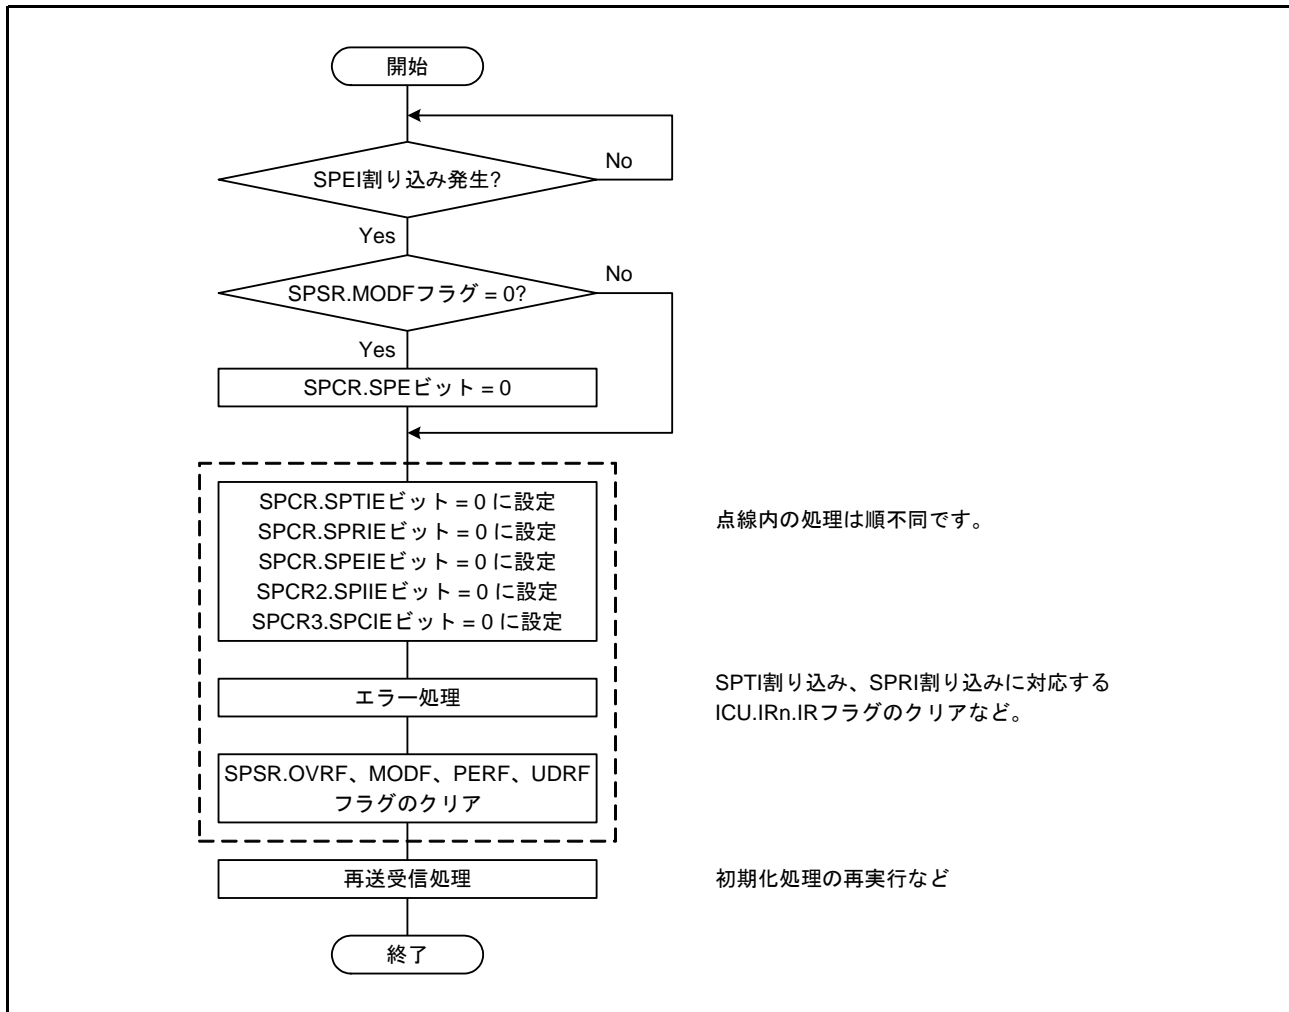 開始
SPEI割り込み発生?
No
Yes
SPSR.MODFフラグ = 0?
No
Yes
SPCR.SPEビット = 0
SPCR.SPTIEビット = 0 に設定
SPCR.SPRIEビット = 0 に設定
SPCR.SPEIEビット = 0 に設定
SPCR2.SPIIEビット = 0 に設定
SPCR3.SPCIEビット = 0 に設定
点線内の処理は順不同です。
エラー処理
SPTI割り込み、SPRI割り込みに対応する
ICU.IRn.IRフラグのクリアなど。
SPSR.OVRF、MODF、PERF、UDRF
フラグのクリア
再送受信処理
初期化処理の再実行など
終了